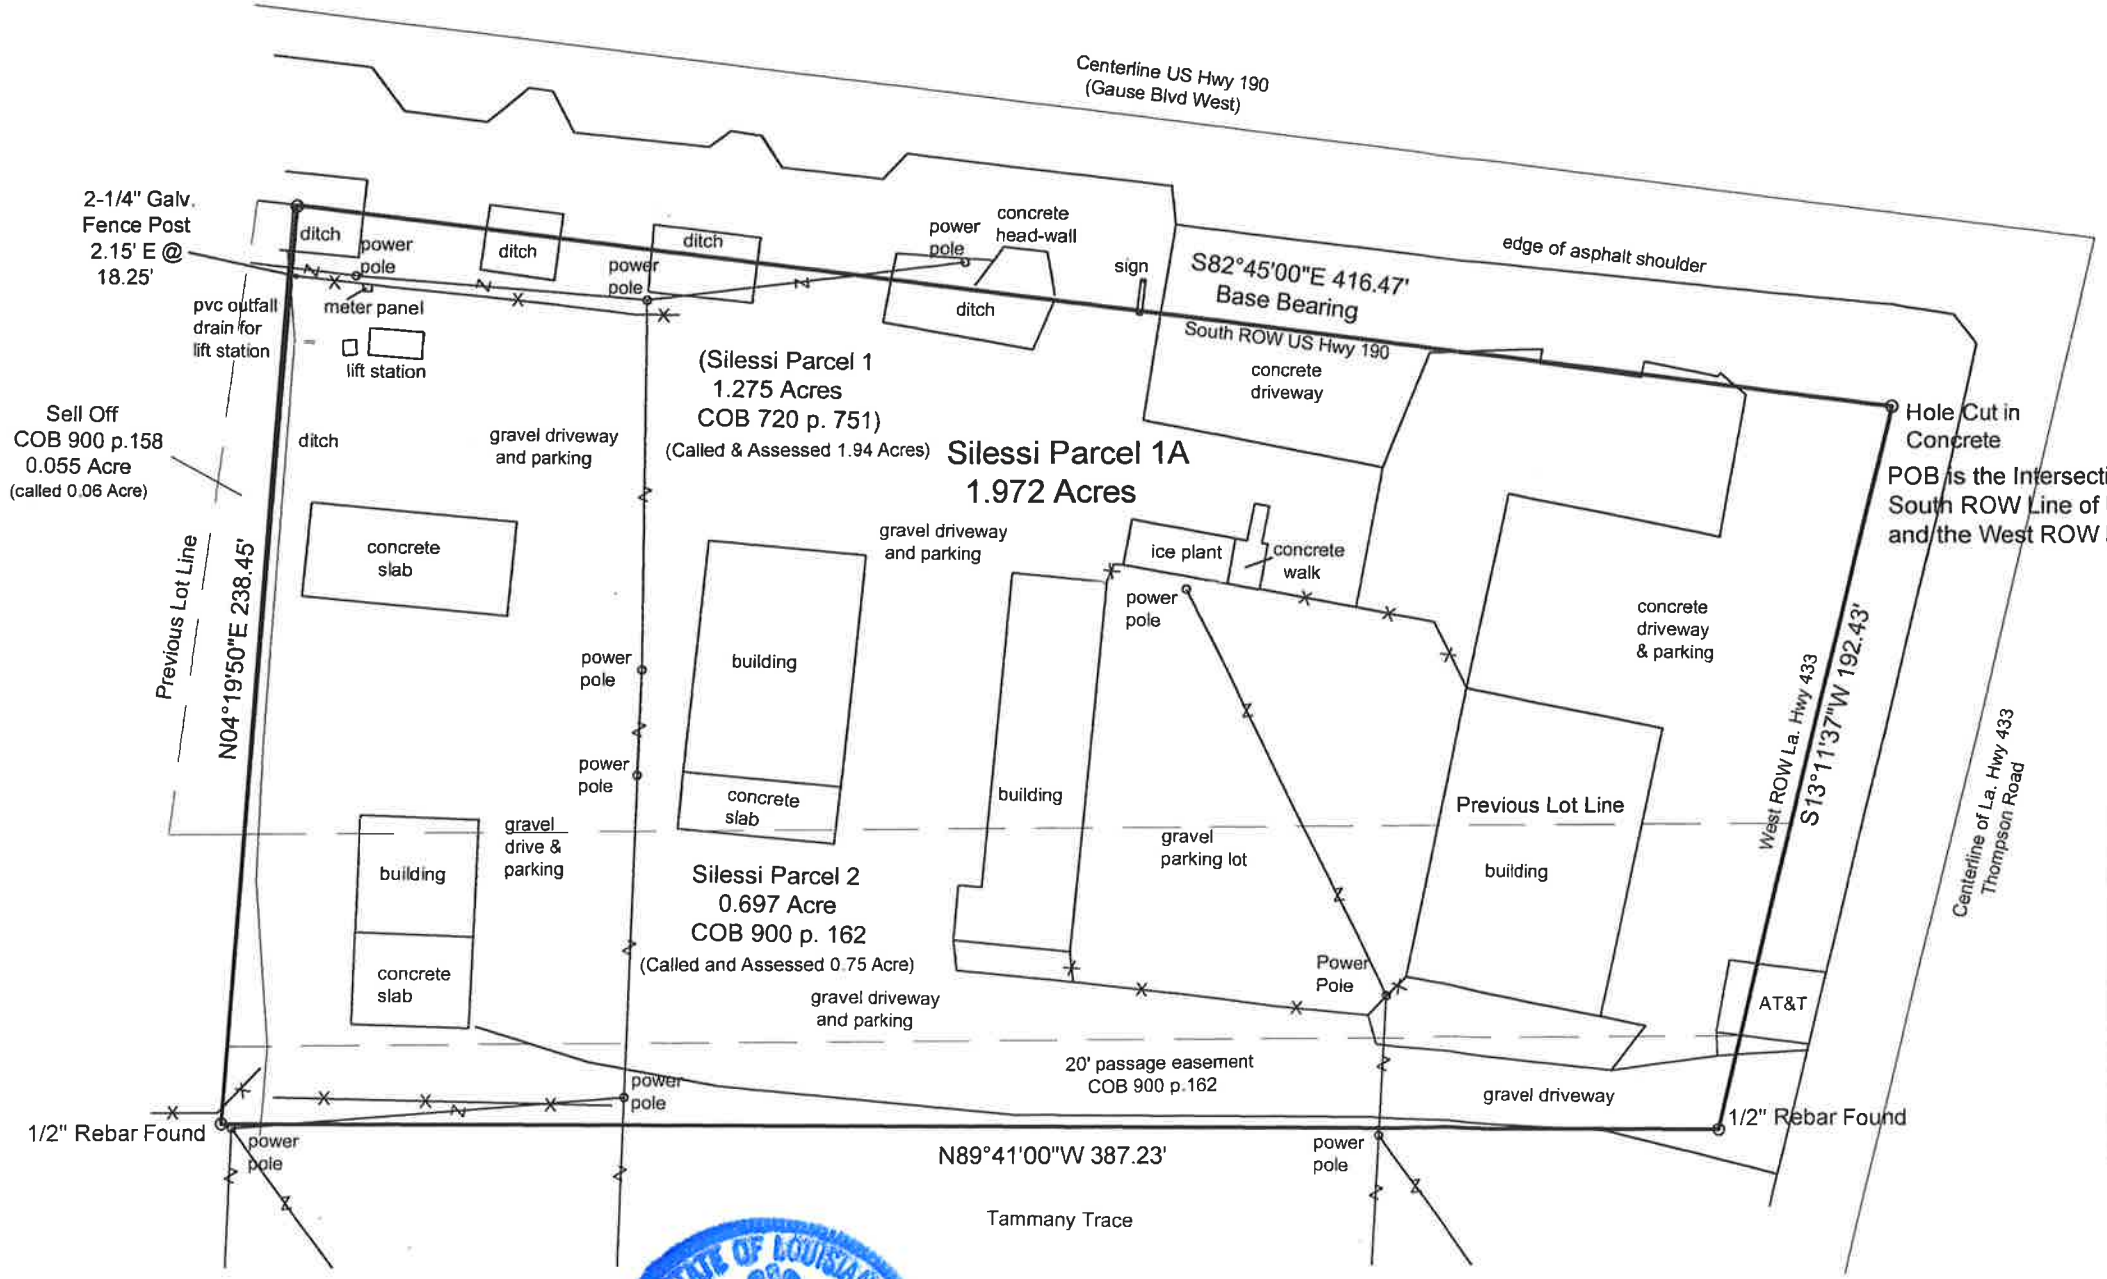 Centerline US Hwy 190
(Gause Blvd West)
edge of asphalt shoulder
2-1/4" Galv.
Fence Post
2.15' E @
18.25'
ditch
power
pole
ditch
ditch
power
pole
power
pole
concrete
head-wall
ditch
sign
S82°45'00"E 416.47'
Base Bearing
South ROW US Hwy 190
concrete
driveway
pvc outfall
drain for
lift station
meter panel
lift station
Sell Off
COB 900 p.158
0.055 Acre
(called 0.06 Acre)
ditch
gravel driveway
and parking
(Silessi Parcel 1
1.275 Acres
COB 720 p. 751)
(Called & Assessed 1.94 Acres)
Silessi Parcel 1A
1.972 Acres
Hole Cut in
Concrete
POB is the Intersecti
South ROW Line of
and the West ROW
Previous Lot Line
N04°19'50"E 238.45'
concrete
slab
gravel driveway
and parking
ice plant
concrete
walk
power
pole
concrete
driveway
& parking
building
power
pole
power
pole
concrete
slab
building
gravel
parking lot
Previous Lot Line
building
West ROW La. Hwy 433
S13°11'37"W 192.43'
Centerline of La. Hwy 433
Thompson Road
gravel
drive &
parking
building
concrete
slab
Silessi Parcel 2
0.697 Acre
COB 900 p. 162
(Called and Assessed 0.75 Acre)
gravel driveway
and parking
Power
Pole
AT&T
20' passage easement
COB 900 p.162
gravel driveway
power
pole
1/2" Rebar Found
power
pole
N89°41'00"W 387.23'
power
pole
1/2" Rebar Found
Tammany Trace
OF LOUISIA